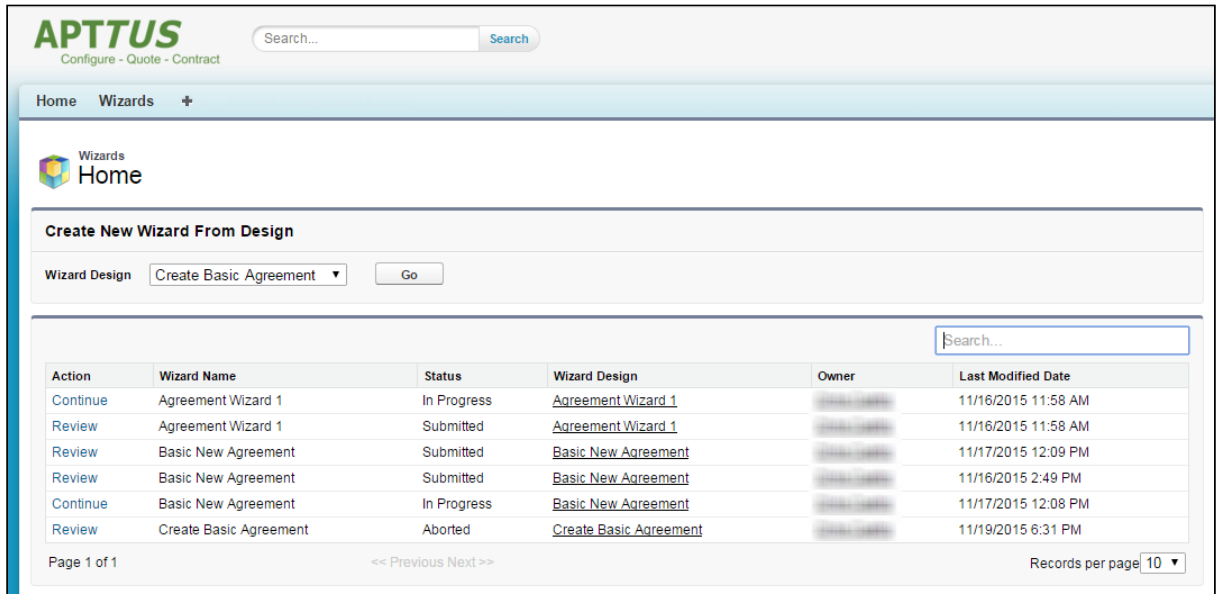 APTTUS
Configure - Quote - Contract
Search...
Search
Home Wizards +
Wizards
Home
Create New Wizard From Design
Wizard Design Create Basic Agreement Go
Search...
Action Wizard Name Status Wizard Design Owner Last Modified Date
Continue Agreement Wizard 1 In Progress Agreement Wizard 1 11/16/2015 11:58 AM
Review Agreement Wizard 1 Submitted Agreement Wizard 1 11/16/2015 11:58 AM
Review Basic New Agreement Submitted Basic New Agreement 11/17/2015 12:09 PM
Review Basic New Agreement Submitted Basic New Agreement 11/16/2015 2:49 PM
Continue Basic New Agreement In Progress Basic New Agreement 11/17/2015 12:08 PM
Review Create Basic Agreement Aborted Create Basic Agreement 11/19/2015 6:31 PM
Page 1 of 1 << Previous Next >> Records per page 10